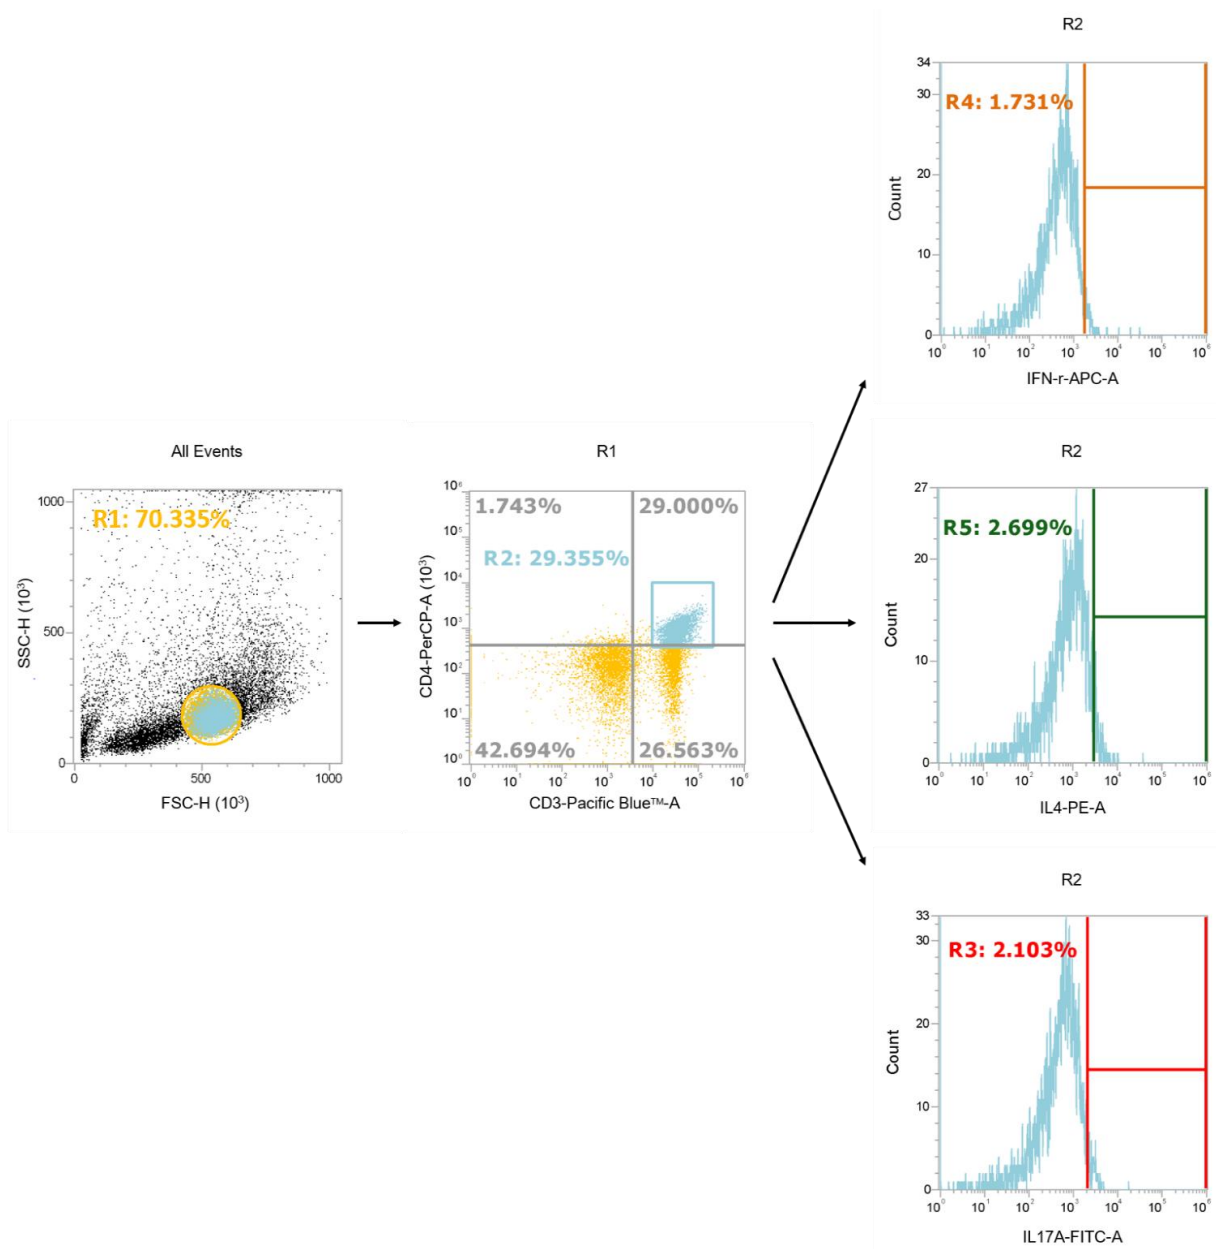 R2
34
30
20
10
0
R4: 1.731%
Count
10⁰ 10¹ 10² 10³ 10⁴ 10⁵ 10⁶
IFN-r-APC-A
All Events
1000
500
0
R1: 70.335%
SSC-H (10³)
0 500 1000
FSC-H (10³)
R1
10⁶
10⁵
10⁴
10³
10²
10¹
10⁰
1.743% 29.000%
R2: 29.355%
42.694% 26.563%
CD4-PerCP-A (10³)
10⁰ 10¹ 10² 10³ 10⁴ 10⁵ 10⁶
CD3-Pacific Blue™-A
R2
27
20
10
0
R5: 2.699%
Count
10⁰ 10¹ 10² 10³ 10⁴ 10⁵ 10⁶
IL4-PE-A
R2
33
30
20
10
0
R3: 2.103%
Count
10⁰ 10¹ 10² 10³ 10⁴ 10⁵ 10⁶
IL17A-FITC-A